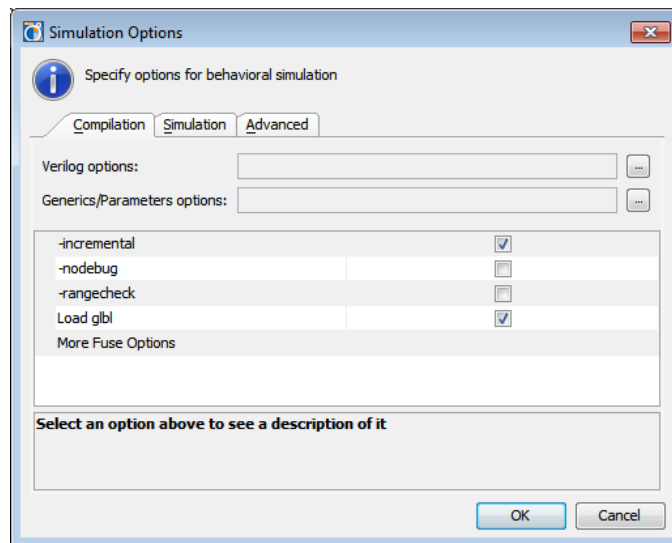 Simulation Options
Specify options for behavioral simulation
Compilation Simulation Advanced
Verilog options: ...
Generics/Parameters options: ...
-incremental
-nodebug
-rangecheck
Load glbl
More Fuse Options
Select an option above to see a description of it
OK Cancel